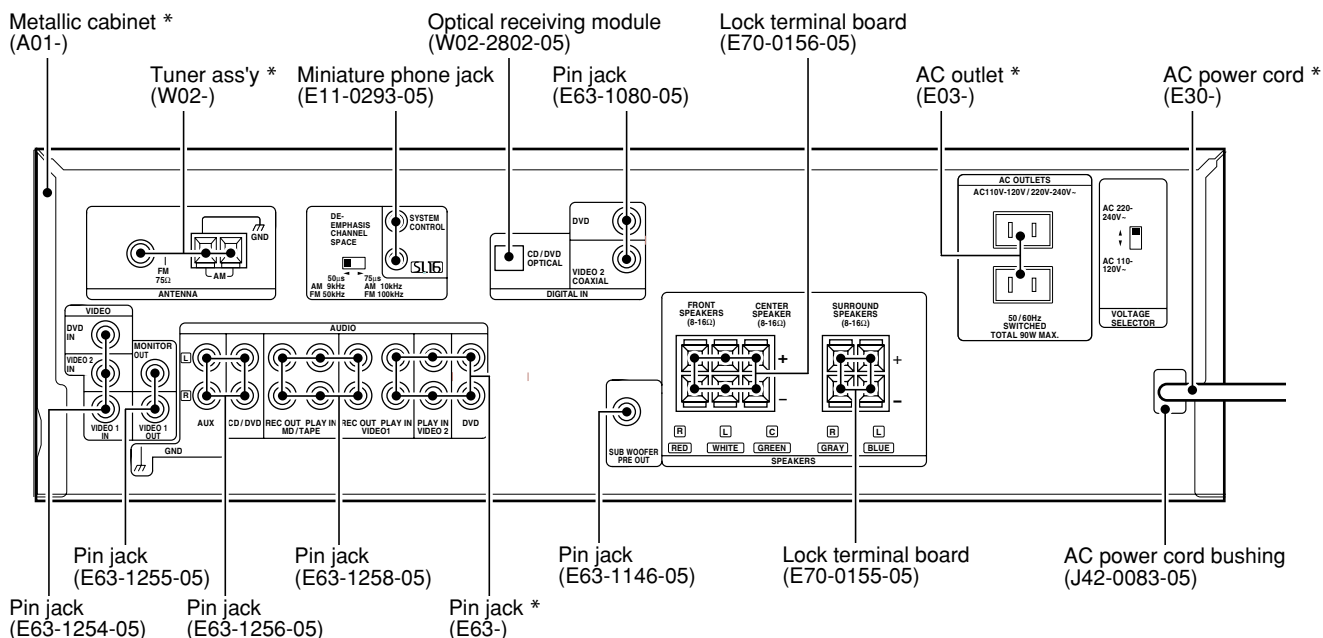 Metallic cabinet *
(A01-)
Tuner ass'y *
(W02-)
Miniature phone jack
(E11-0293-05)
Optical receiving module
(W02-2802-05)
Pin jack
(E63-1080-05)
Lock terminal board
(E70-0156-05)
AC outlet *
(E03-)
AC power cord *
(E30-)
FM
75Ω
AM
GND
ANTENNA
DE-
EMPHASIS
CHANNEL
SPACE
50µs
75µs
AM 9kHz
AM 10kHz
FM 50kHz
FM 100kHz
SYSTEM
CONTROL
SL16
CD/DVD
OPTICAL
DVD
VIDEO 2
COAXIAL
DIGITAL IN
AC OUTLETS
AC110V-120V/220V-240V~
50/60Hz
SWITCHED
TOTAL 90W MAX.
AC 220-
240V~
AC 110-
120V~
VOLTAGE
SELECTOR
VIDEO
DVD
IN
VIDEO 2
IN
VIDEO 1
IN
MONITOR
OUT
VIDEO 1
OUT
GND
AUDIO
L
R
AUX
CD/DVD
REC OUT PLAY IN
MD/TAPE
REC OUT PLAY IN
VIDEO1
PLAY IN
VIDEO 2
DVD
SUB WOOFER
PRE OUT
FRONT
SPEAKERS
(8-16Ω)
CENTER
SPEAKER
(8-16Ω)
SURROUND
SPEAKERS
(8-16Ω)
+
−
+
−
R
L
C
R
L
RED
WHITE
GREEN
GRAY
BLUE
SPEAKERS
Pin jack
(E63-1255-05)
Pin jack
(E63-1258-05)
Pin jack
(E63-1146-05)
Lock terminal board
(E70-0155-05)
AC power cord bushing
(J42-0083-05)
Pin jack
(E63-1254-05)
Pin jack
(E63-1256-05)
Pin jack *
(E63-)